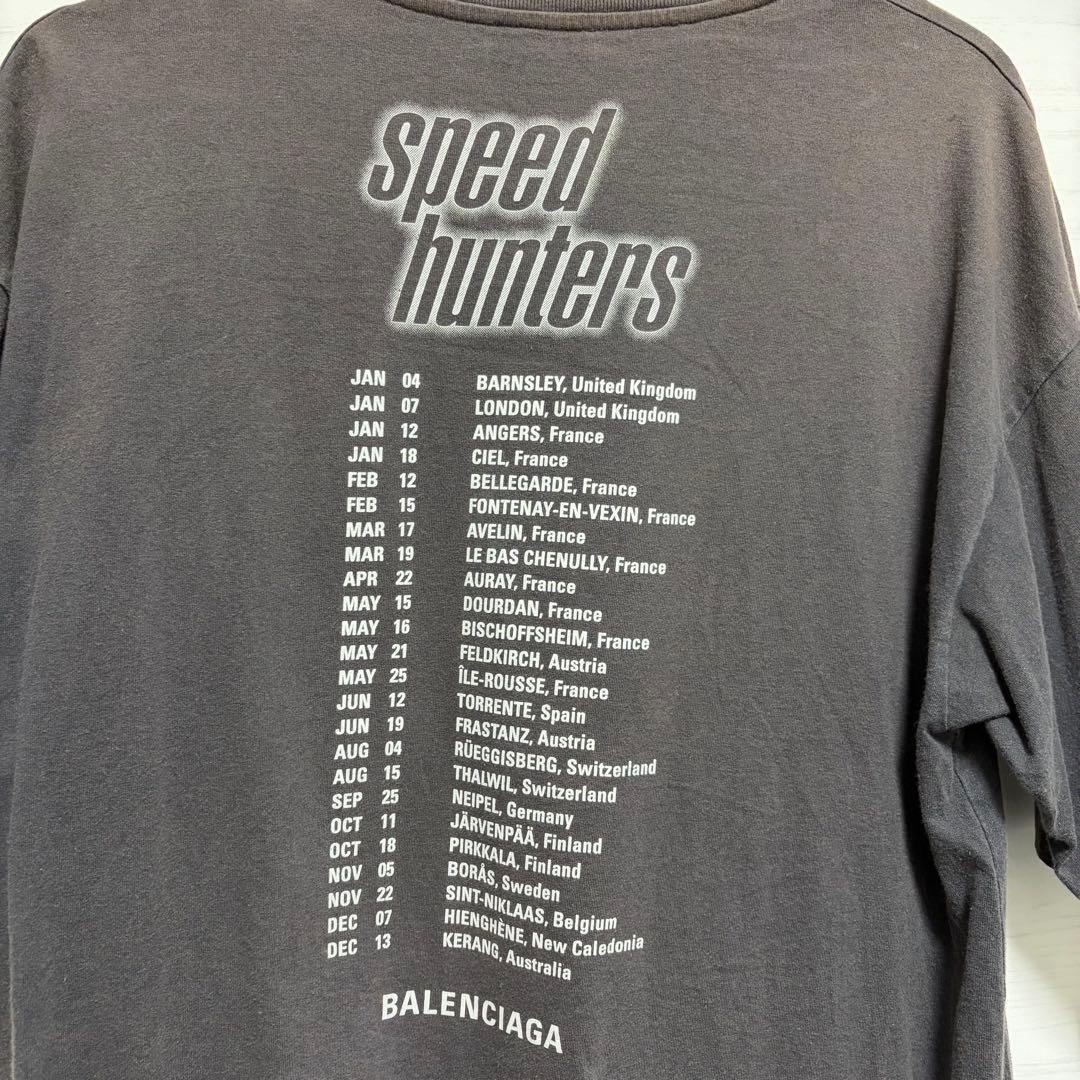 speed
hunters
JAN 04 BARNSLEY, United Kingdom
JAN 07 LONDON, United Kingdom
JAN 12 ANGERS, France
JAN 18 CIEL, France
FEB 12 BELLEGARDE, France
FEB 15 FONTENAY-EN-VEXIN, France
MAR 17 AVELIN, France
MAR 19 LE BAS CHENULLY, France
APR 22 AURAY, France
MAY 15 DOURDAN, France
MAY 16 BISCHOFFSHEIM, France
MAY 21 FELDKIRCH, Austria
MAY 25 ÎLE-ROUSSE, France
JUN 12 TORRENTE, Spain
JUN 19 FRASTANZ, Austria
AUG 04 RÜEGGISBERG, Switzerland
AUG 15 THALWIL, Switzerland
SEP 25 NEIPEL, Germany
OCT 11 JÄRVENPÄÄ, Finland
OCT 18 PIRKKALA, Finland
NOV 05 BORÅS, Sweden
NOV 22 SINT-NIKLAAS, Belgium
DEC 07 HIENGHÈNE, New Caledonia
DEC 13 KERANG, Australia
BALENCIAGA